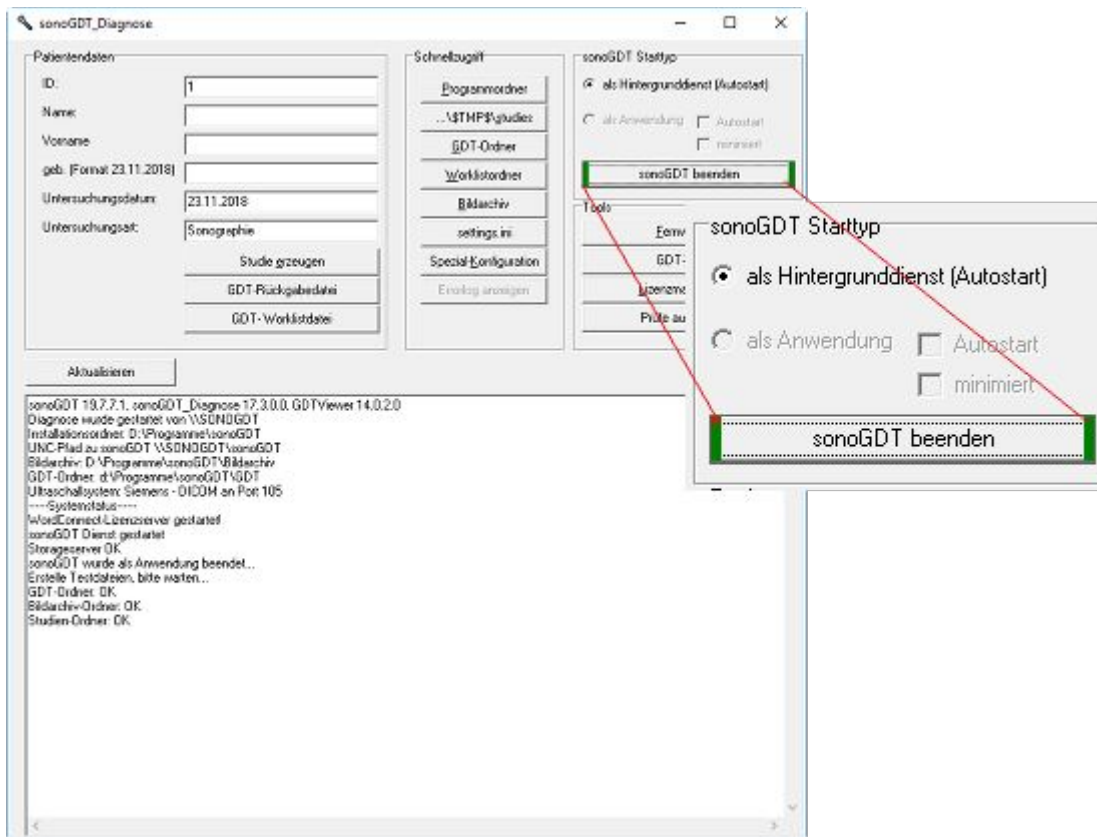 sonoGDT_Diagnose
Patientendaten
ID:
1
Name:
Vorname
geb. (Format 23.11.2018)
Untersuchungsdatum:
23.11.2018
Untersuchungsart:
Sonographie
Studie erzeugen
GDT-Rückgabedatei
GDT- Worklistdatei
Schnellzugriff
Programmordner
...\$TMP$\studies
GDT-Ordner
Worklistordner
Bildarchiv
settings.ini
Spezial-Konfiguration
Errorlog anzeigen
sonoGDT Starttyp
als Hintergrunddienst (Autostart)
als Anwendung
Autostart
minimiert
sonoGDT beenden
Tools
Fernw
GDT-
Lizenzma
Prüfe au
sonoGDT Starttyp
als Hintergrunddienst (Autostart)
als Anwendung
Autostart
minimiert
sonoGDT beenden
Aktualisieren
sonoGDT 19.7.7.1, sonoGDT_Diagnose 17.3.0.0, GDTViewer 14.0.2.0
Diagnose wurde gestartet von \\SONOGDT
Installationsordner: D:\Programme\sonoGDT
UNC-Pfad zu sonoGDT \\SONOGDT\sonoGDT
Bildarchiv: D:\Programme\sonoGDT\Bildarchiv
GDT-Ordner: d:\Programme\sonoGDT\GDT
Ultraschallsystem: Siemens - DICOM an Port 105
----Systemstatus-----
WordConnect-Lizenzserver gestartet!
sonoGDT Dienst gestartet
Storageserver OK
sonoGDT wurde als Anwendung beendet...
Erstelle Testdateien, bitte warten...
GDT-Ordner: OK
Bildarchiv-Ordner: OK
Studien-Ordner: OK